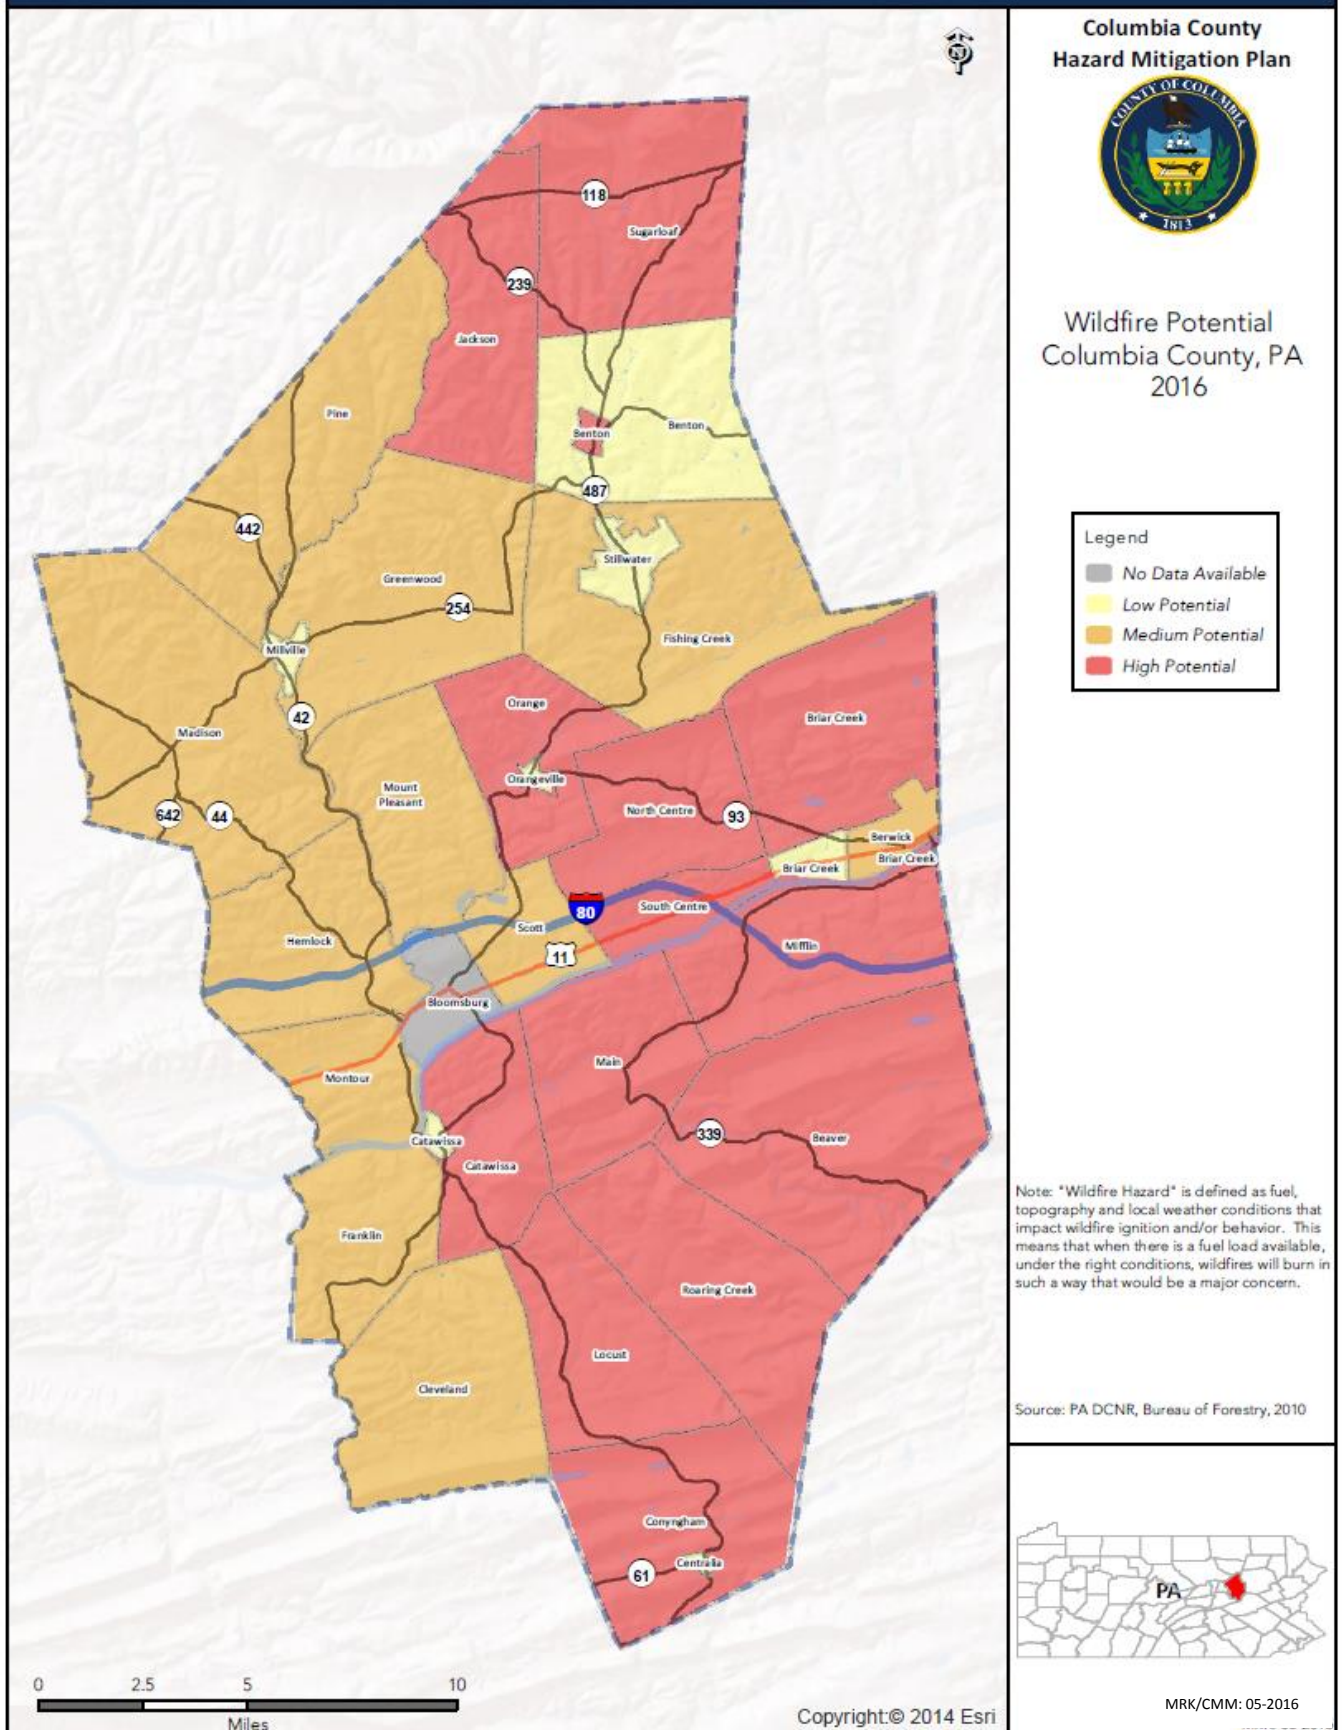 Columbia County
Hazard Mitigation Plan
COUNTY OF COLUMBIA
1813
Wildfire Potential
Columbia County, PA
2016
Legend
No Data Available
Low Potential
Medium Potential
High Potential
N
118
Sugarloaf
239
Jackson
Pine
Benton
Benton
487
442
Stillwater
Greenwood
254
Fishing Creek
Millville
Orange
42
Briar Creek
Madison
Orangeville
Mount
Pleasant
North Centre
93
642
44
Berwick
Briar Creek
Briar Creek
80
South Centre
Scott
Hemlock
Mifflin
11
Bloomsburg
Main
Montour
339
Beaver
Catawissa
Catawissa
Franklin
Roaring Creek
Locust
Cleveland
Conyngham
Centralia
61
Note: "Wildfire Hazard" is defined as fuel,
topography and local weather conditions that
impact wildfire ignition and/or behavior. This
means that when there is a fuel load available,
under the right conditions, wildfires will burn in
such a way that would be a major concern.
Source: PA DCNR, Bureau of Forestry, 2010
PA
0 2.5 5 10
Miles
Copyright:© 2014 Esri
MRK/CMM: 05-2016